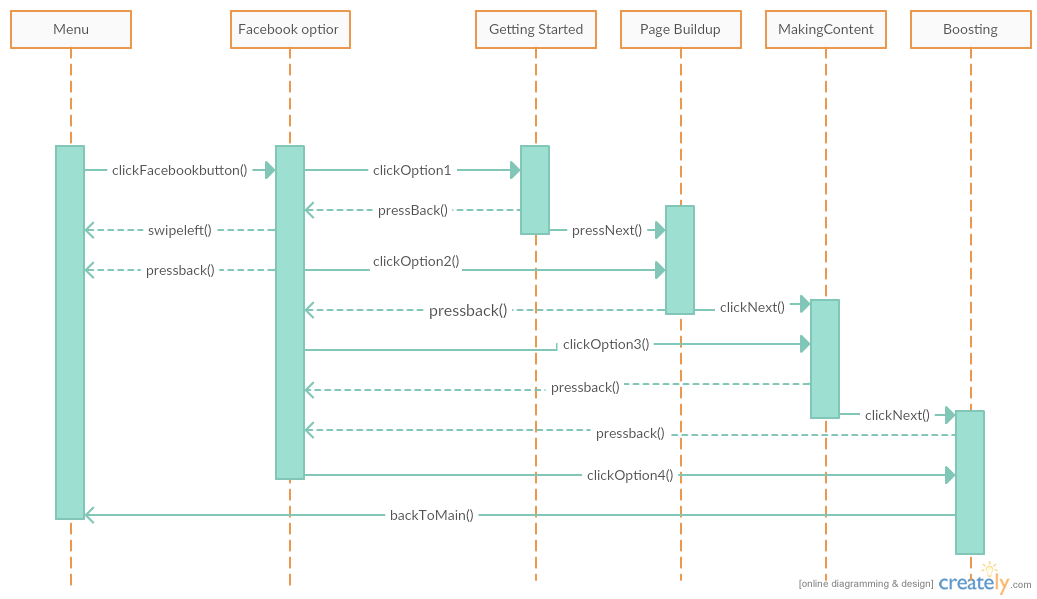 Menu
Facebook optior
Getting Started
Page Buildup
MakingContent
Boosting
clickFacebookbutton()
clickOption1
pressBack()
swipeleft()
pressNext()
clickOption2()
pressback()
clickNext()
pressback()
clickOption3()
pressback()
clickNext()
pressback()
clickOption4()
backToMain()
[online diagramming & design] creately.com